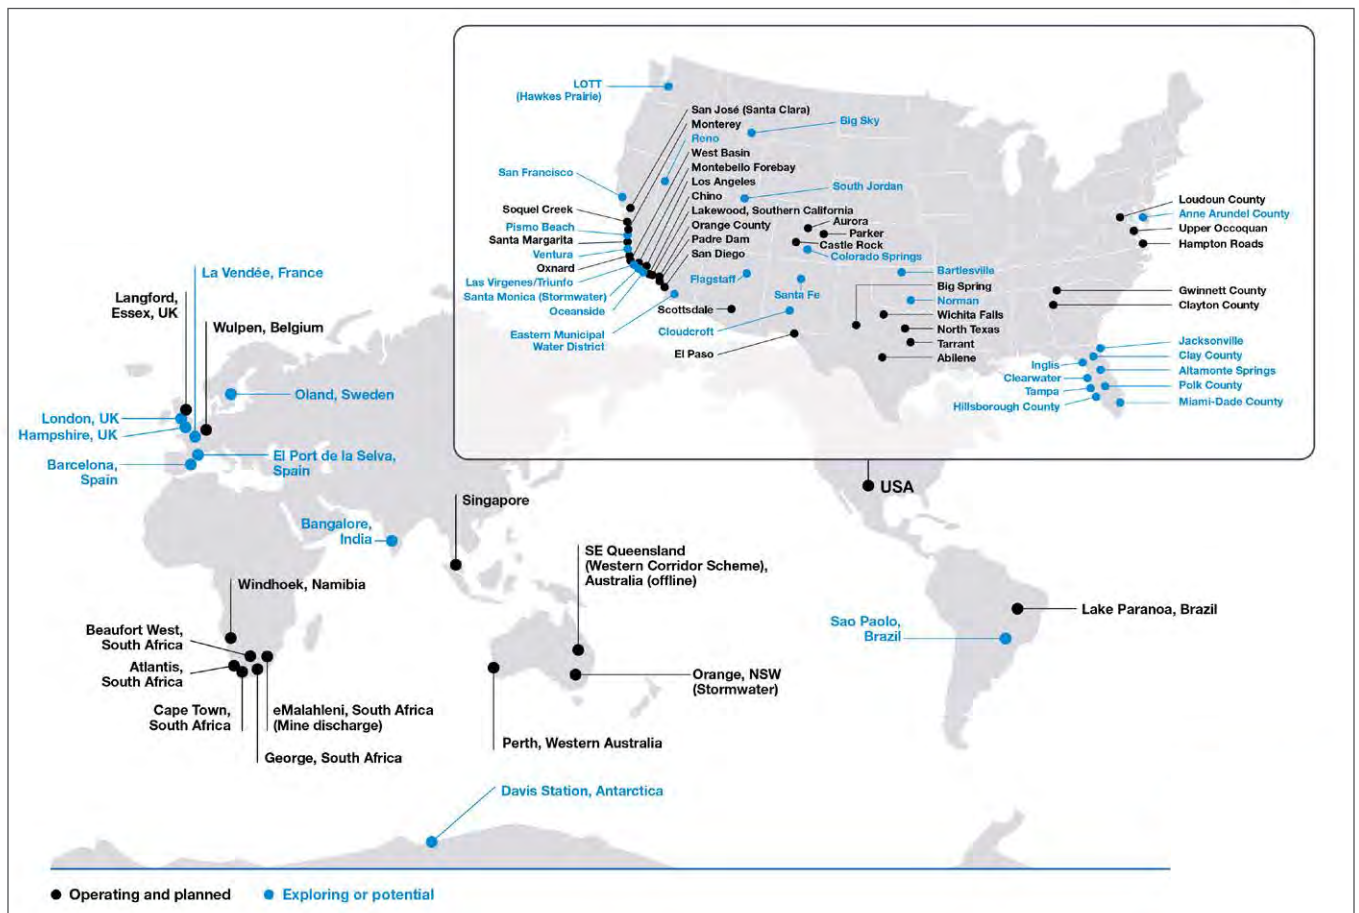 LOTT
(Hawkes Prairie)
San José (Santa Clara)
Monterey
Reno
Big Sky
West Basin
Montebello Forebay
San Francisco
Los Angeles
South Jordan
Chino
Soquel Creek
Lakewood, Southern California
Aurora
Pismo Beach
Orange County
Parker
Santa Margarita
Padre Dam
Castle Rock
Ventura
San Diego
Colorado Springs
Oxnard
Las Virgenes/Triunfo
Flagstaff
Bartlesville
Santa Monica (Stormwater)
Santa Fe
Big Spring
Oceanside
Scottsdale
Norman
Wichita Falls
Eastern Municipal
Water District
Cloudcroft
North Texas
El Paso
Tarrant
Abilene
Loudoun County
Anne Arundel County
Upper Occoquan
Hampton Roads
Gwinnett County
Clayton County
Jacksonville
Clay County
Inglis
Altamonte Springs
Clearwater
Polk County
Tampa
Hillsborough County
Miami-Dade County
La Vendée, France
Langford,
Essex, UK
Wulpen, Belgium
Oland, Sweden
London, UK
Hampshire, UK
El Port de la Selva,
Spain
Barcelona,
Spain
USA
Singapore
Bangalore,
India
SE Queensland
(Western Corridor Scheme),
Australia (offline)
Windhoek, Namibia
Lake Paranoa, Brazil
Sao Paolo,
Brazil
Beaufort West,
South Africa
Atlantis,
South Africa
Orange, NSW
(Stormwater)
Cape Town,
South Africa
eMalahleni, South Africa
(Mine discharge)
George, South Africa
Perth, Western Australia
Davis Station, Antarctica
Operating and planned
Exploring or potential